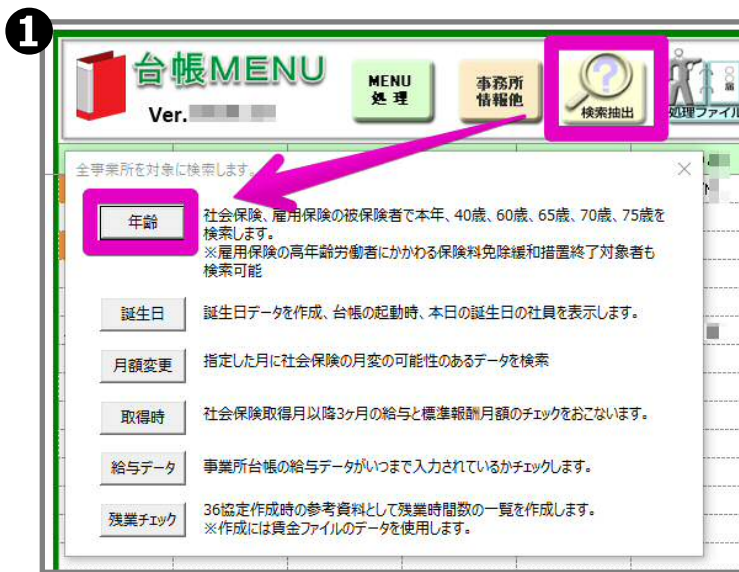 ❶
台帳MENU
Ver.
MENU
処理
事務所
情報他
検索抽出
届
処理ファイル
全事業所を対象に検索します。
年齢
社会保険、雇用保険の被保険者で本年、40歳、60歳、65歳、70歳、75歳を
検索します。
※雇用保険の高年齢労働者にかかわる保険料免除緩和措置終了対象者も
検索可能
誕生日
誕生日データを作成、台帳の起動時、本日の誕生日の社員を表示します。
月額変更
指定した月に社会保険の月変の可能性のあるデータを検索
取得時
社会保険取得月以降3ヶ月の給与と標準報酬月額のチェックをおこないます。
給与データ
事業所台帳の給与データがいつまで入力されているかチェックします。
残業チェック
36協定作成時の参考資料として残業時間数の一覧を作成します。
※作成には賃金ファイルのデータを使用します。